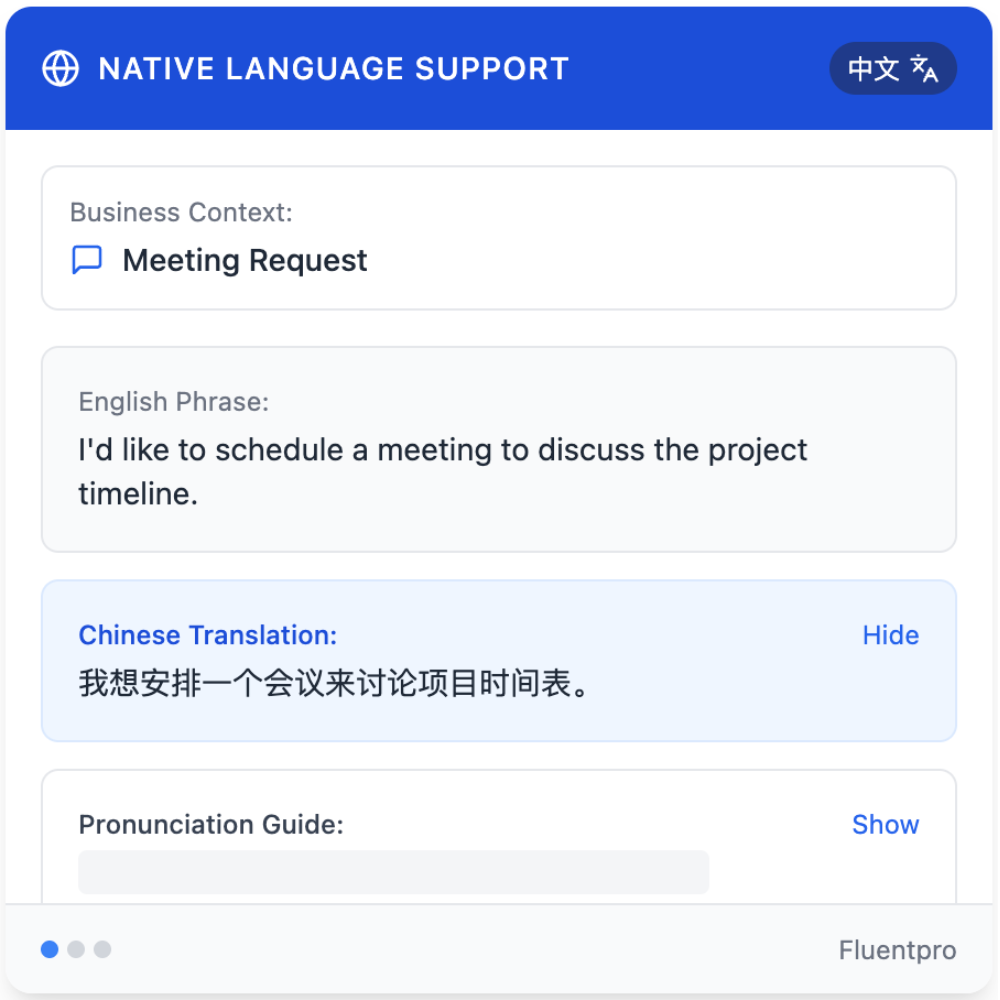 NATIVE LANGUAGE SUPPORT
中文
Business Context:
Meeting Request
English Phrase:
I'd like to schedule a meeting to discuss the project
timeline.
Chinese Translation:
Hide
我想安排一个会议来讨论项目时间表。
Pronunciation Guide:
Show
Fluentpro